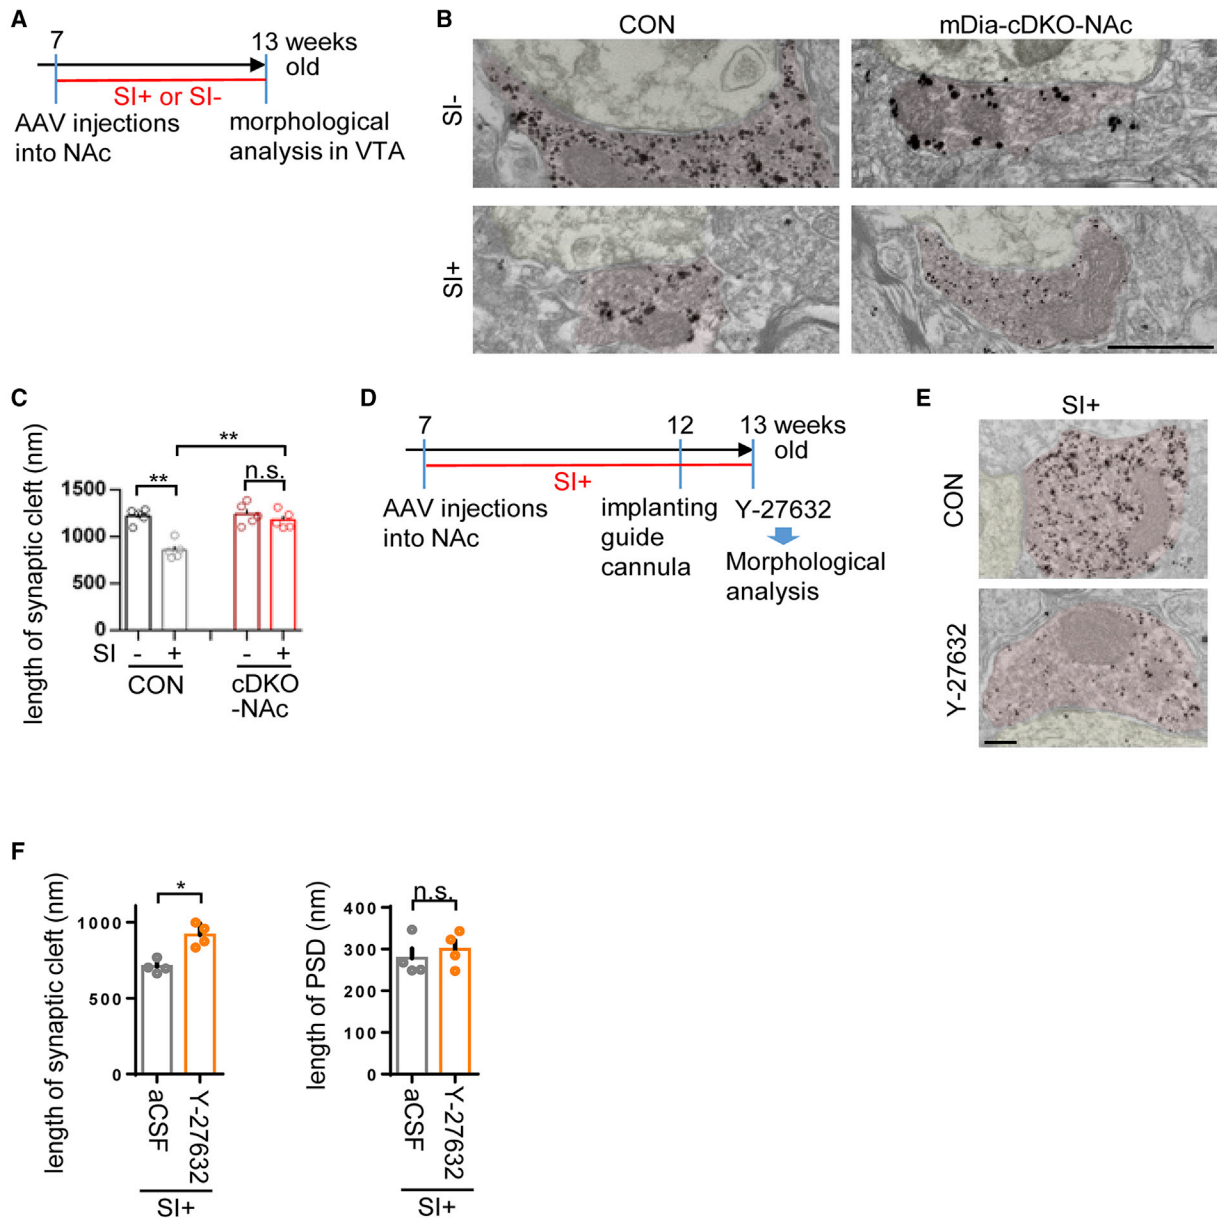 A
7
13 weeks
old
SI+ or SI-
AAV injections
into NAc
morphological
analysis in VTA
B
CON
mDia-cDKO-NAc
SI-
SI+
C
length of synaptic cleft (nm)
1500
1000
500
0
**
**
n.s.
SI - + - +
CON
cDKO
-NAc
D
7
12
13 weeks
old
SI+
AAV injections
into NAc
implanting
guide
cannula
Y-27632
Morphological
analysis
E
SI+
CON
Y-27632
F
length of synaptic cleft (nm)
1000
500
0
*
aCSF
Y-27632
SI+
length of PSD (nm)
400
300
200
100
0
n.s.
aCSF
Y-27632
SI+